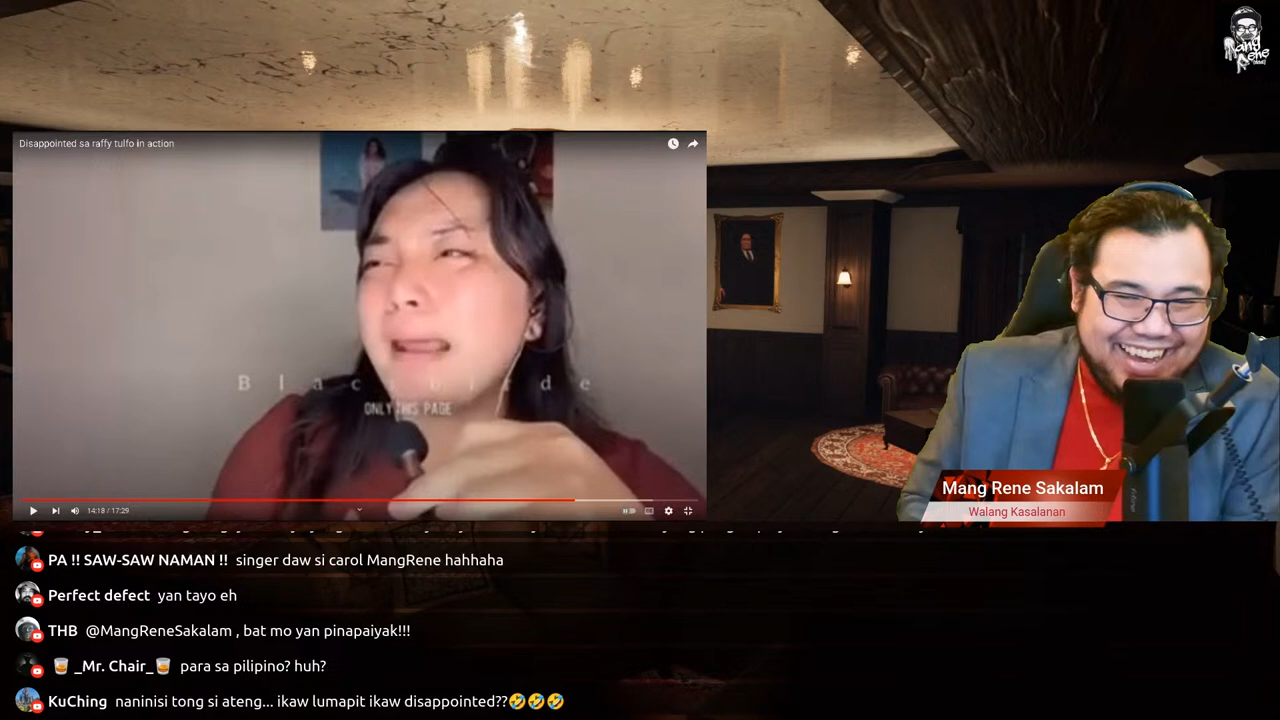 Mang
Rene
Disappointed sa raffy tulfo in action
B l a c k b i r d e
ONLY THIS PAGE
14:18 / 17:29
Mang Rene Sakalam
Walang Kasalanan
PA !! SAW-SAW NAMAN !! singer daw si carol MangRene hahhaha
Perfect defect yan tayo eh
THB @MangReneSakalam , bat mo yan pinapaiyak!!!
🥃 _Mr. Chair_🥃 para sa pilipino? huh?
KuChing naninisi tong si ateng... ikaw lumapit ikaw disappointed??🤣🤣🤣